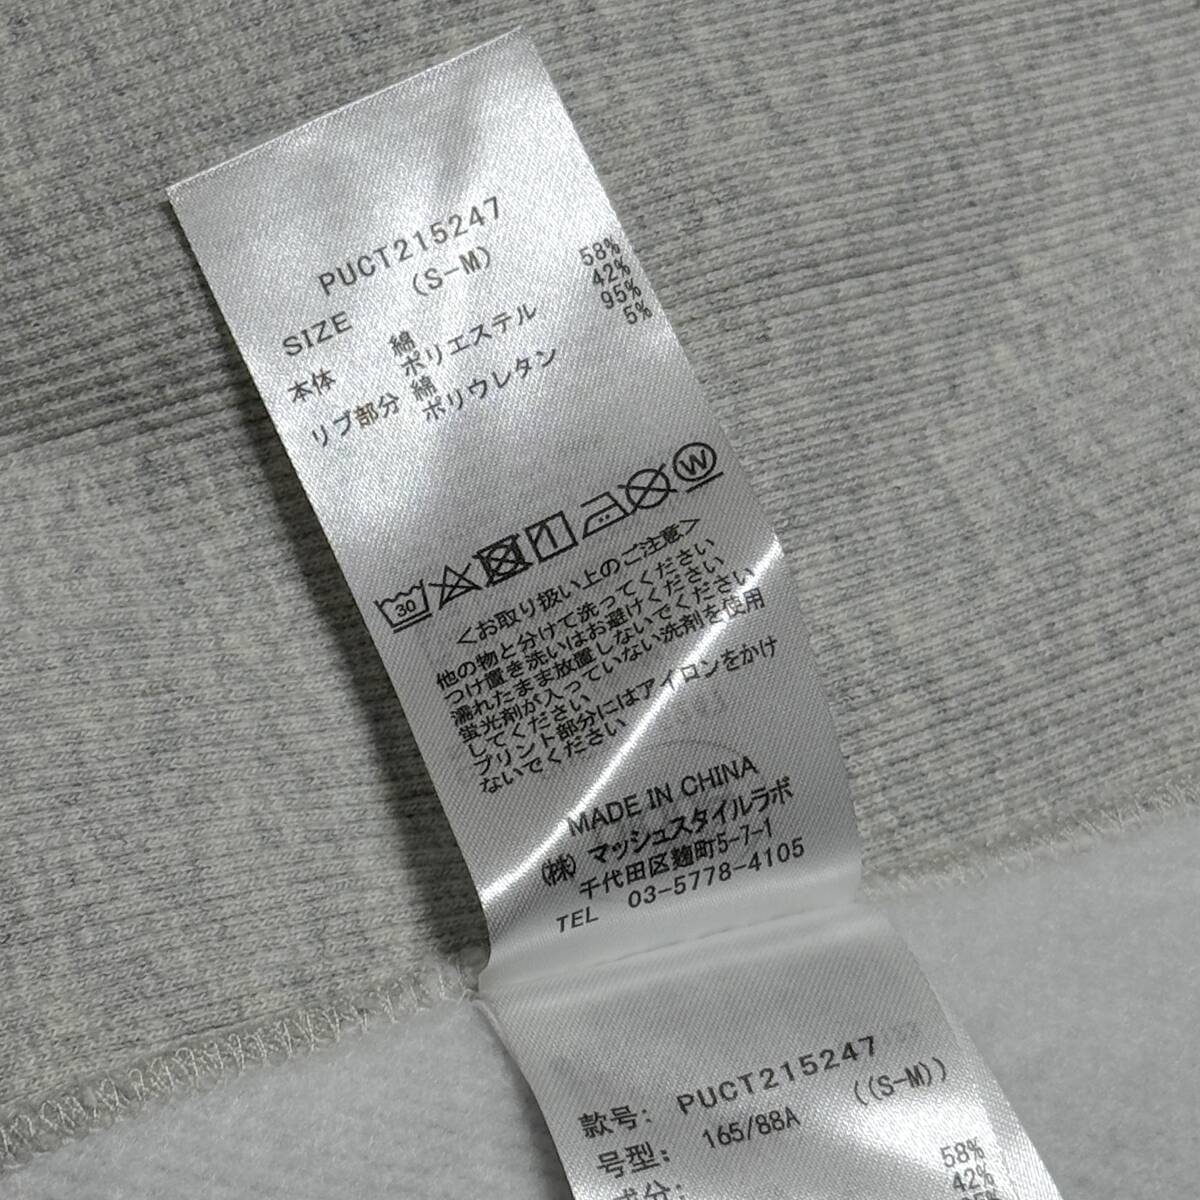 PUCT215247
SIZE (S-M)
本体 綿 58%
ポリエステル 42%
リブ部分 綿 95%
ポリウレタン 5%
30 W
<お取り扱い上のご注意>
他の物と分けて洗ってください
つけ置き洗いはお避けください
濡れたまま放置しないでください
蛍光剤が入っていない洗剤を使用
してください
プリント部分にはアイロンをかけ
ないでください
MADE IN CHINA
(株) マッシュスタイルラボ
千代田区麹町5-7-1
TEL 03-5778-4105
款号: PUCT215247
号型: 165/88A ((S-M))
成分: 58%
42%